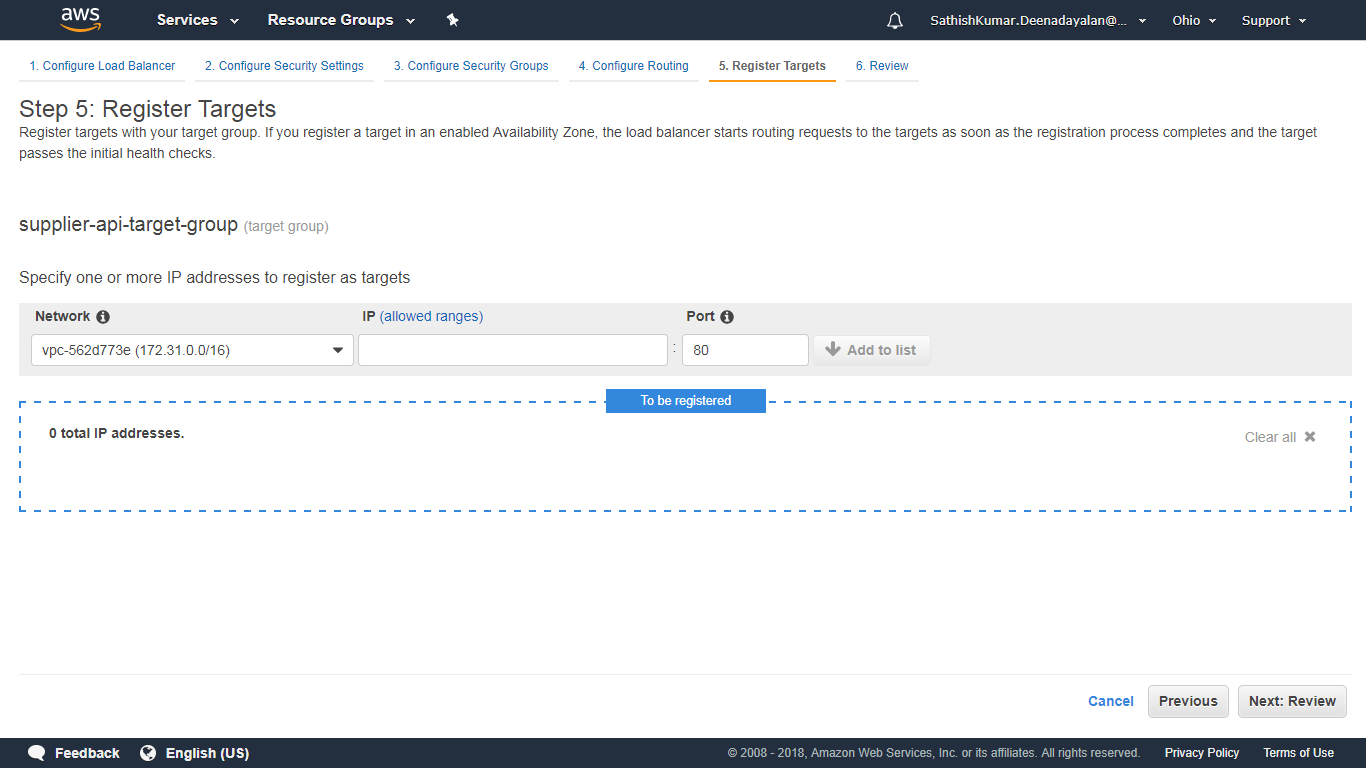 aws Services Resource Groups SathishKumar.Deenadayalan@... Ohio Support
1. Configure Load Balancer 2. Configure Security Settings 3. Configure Security Groups 4. Configure Routing 5. Register Targets 6. Review
Step 5: Register Targets
Register targets with your target group. If you register a target in an enabled Availability Zone, the load balancer starts routing requests to the targets as soon as the registration process completes and the target
passes the initial health checks.
supplier-api-target-group (target group)
Specify one or more IP addresses to register as targets
Network IP (allowed ranges) Port
vpc-562d773e (172.31.0.0/16) : 80 Add to list
To be registered
0 total IP addresses.
Clear all
Cancel Previous Next: Review
Feedback English (US) © 2008 - 2018, Amazon Web Services, Inc. or its affiliates. All rights reserved. Privacy Policy Terms of Use